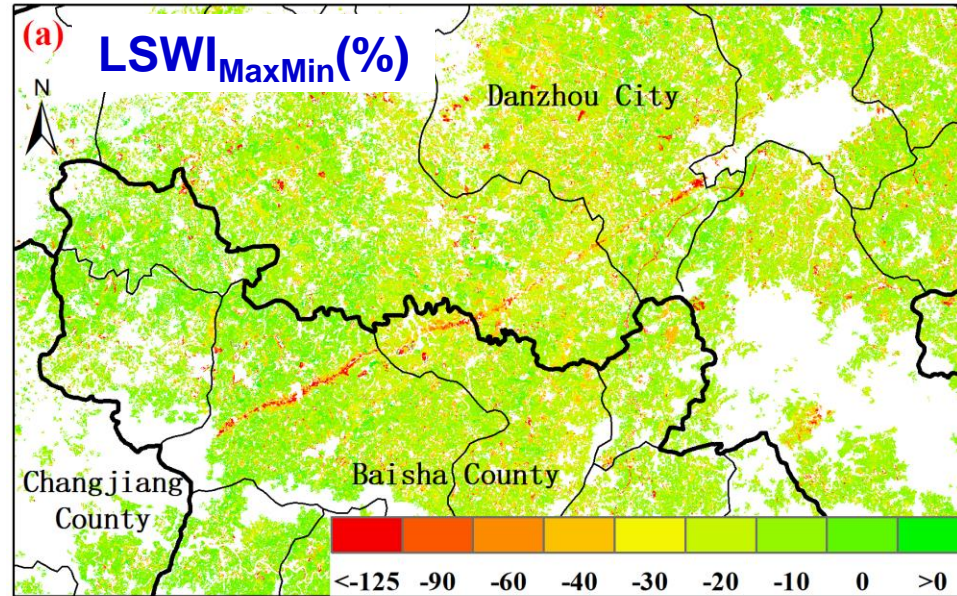 (a)
LSWIMaxMin(%)
N
Danzhou City
Changjiang
County
Baisha County
<-125 -90 -60 -40 -30 -20 -10 0 >0